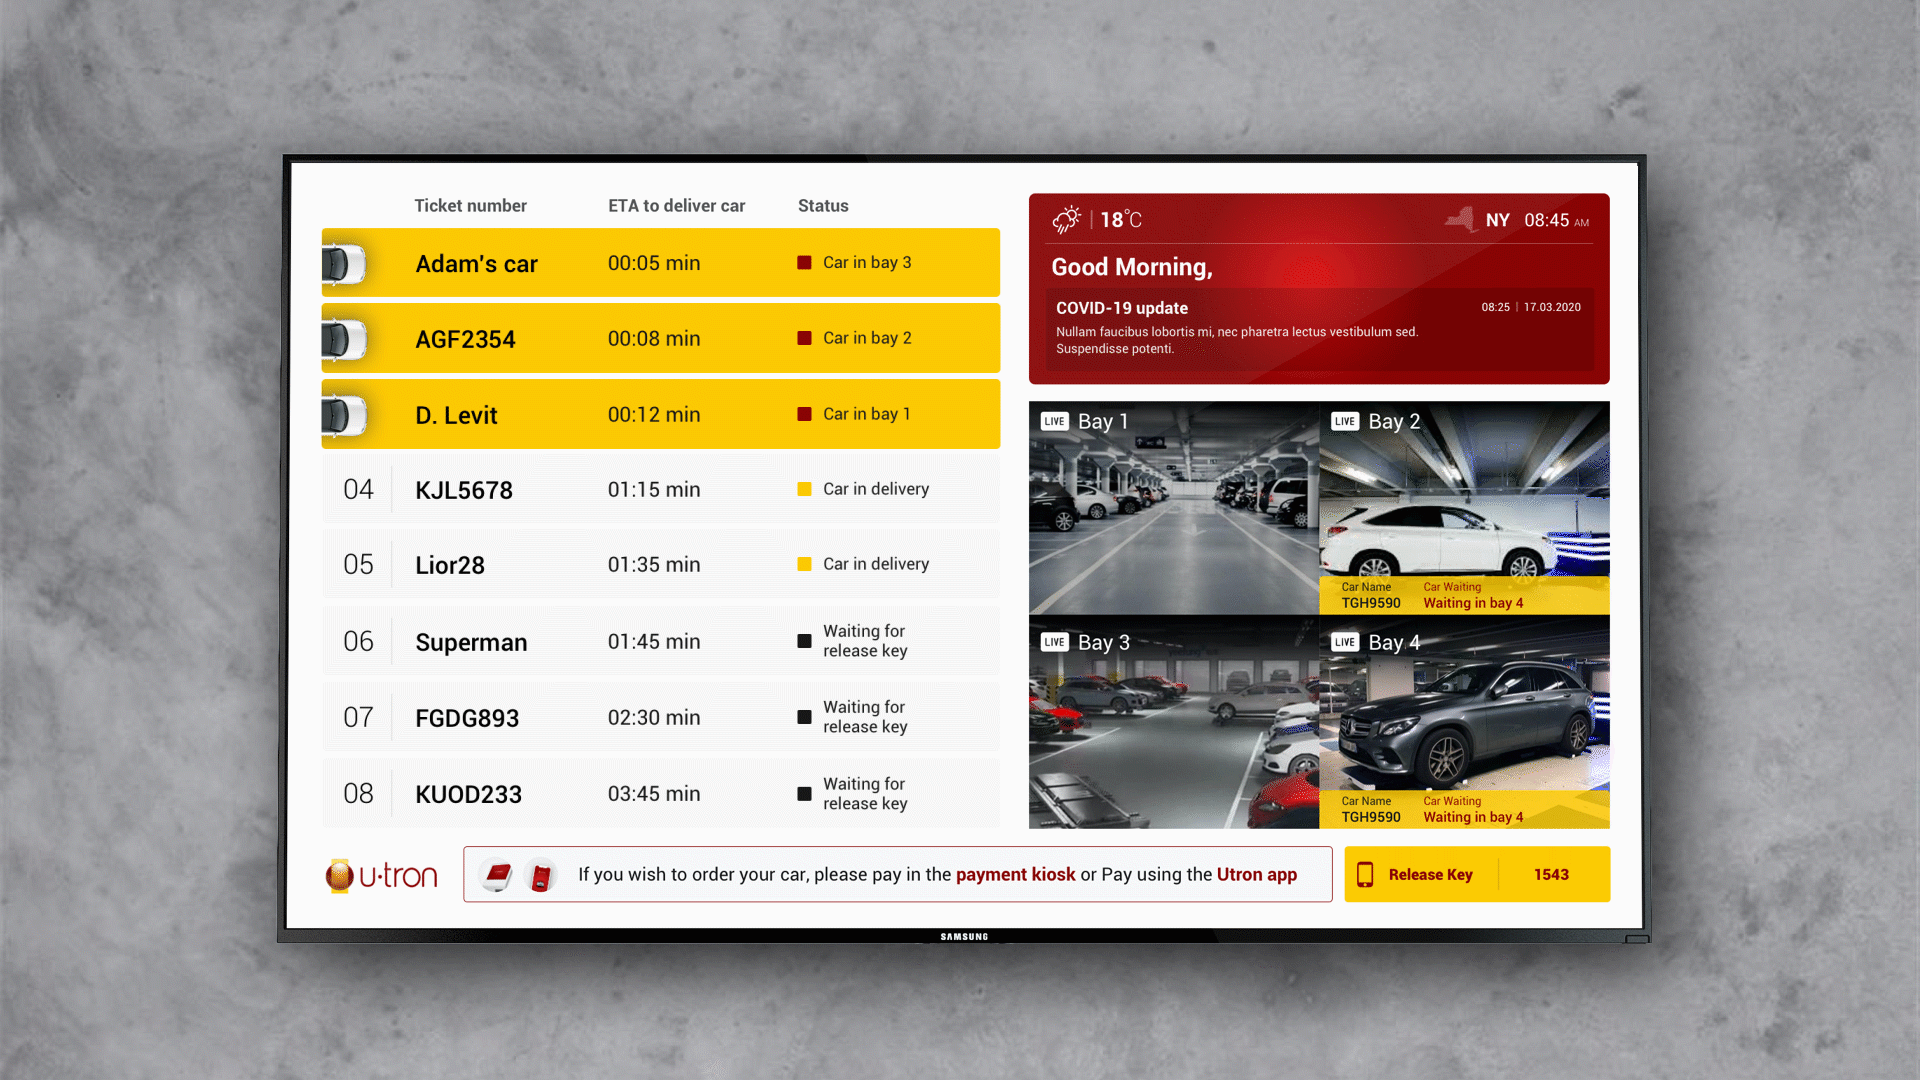 Ticket number ETA to deliver car Status
Adam's car 00:05 min Car in bay 3
AGF2354 00:08 min Car in bay 2
D. Levit 00:12 min Car in bay 1
04 KJL5678 01:15 min Car in delivery
05 Lior28 01:35 min Car in delivery
06 Superman 01:45 min Waiting for
release key
07 FGDG893 02:30 min Waiting for
release key
08 KUOD233 03:45 min Waiting for
release key
18°C NY 08:45 AM
Good Morning,
COVID-19 update 08:25 | 17.03.2020
Nullam faucibus lobortis mi, nec pharetra lectus vestibulum sed.
Suspendisse potenti.
LIVE Bay 1
LIVE Bay 2
Car Name Car Waiting
TGH9590 Waiting in bay 4
LIVE Bay 3
LIVE Bay 4
Car Name Car Waiting
TGH9590 Waiting in bay 4
u·tron
If you wish to order your car, please pay in the payment kiosk or Pay using the Utron app
Release Key 1543
SAMSUNG